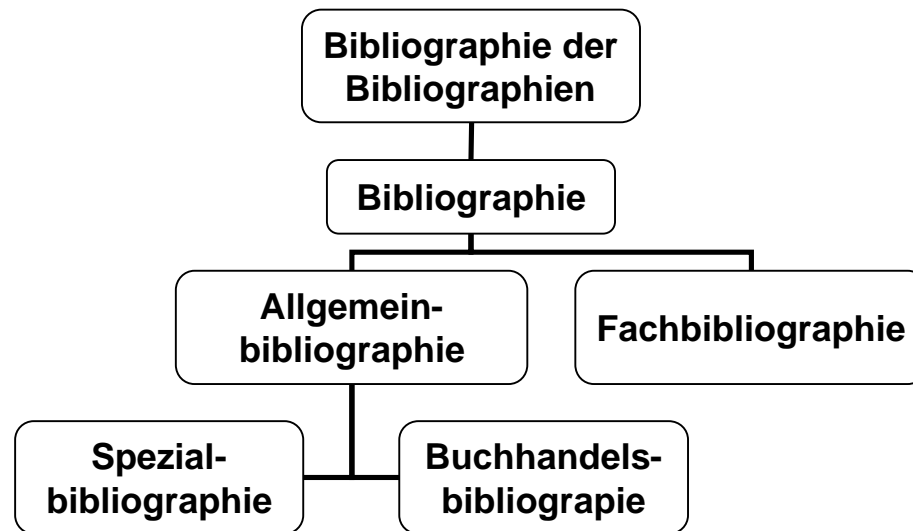 Bibliographie der
Bibliographien
Bibliographie
Allgemein-
bibliographie
Fachbibliographie
Spezial-
bibliographie
Buchhandels-
bibliograpie